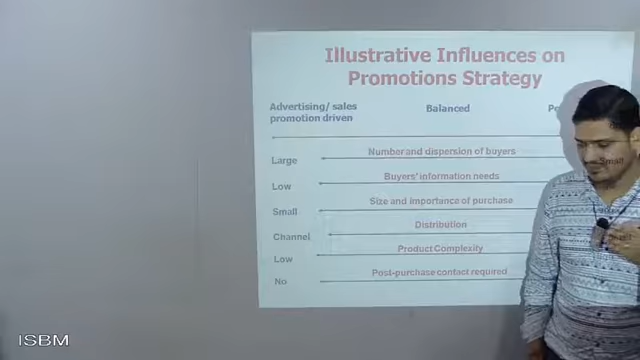 Illustrative Influences on
Promotions Strategy
Advertising/ sales
promotion driven
Balanced
Number and dispersion of buyers
Large
Buyers' information needs
Low
Size and importance of purchase
Small
Distribution
Channel
Product Complexity
Low
Post-purchase contact required
No
Small
ISBM